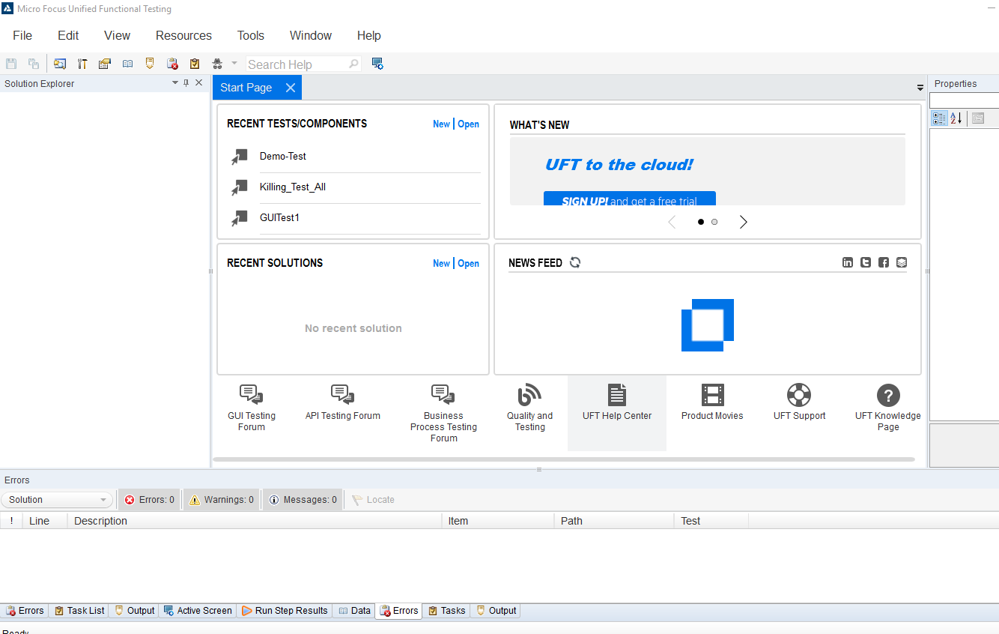 Micro Focus Unified Functional Testing
File Edit View Resources Tools Window Help
Search Help
Solution Explorer
Start Page
Properties
RECENT TESTS/COMPONENTS New Open
Demo-Test
Killing_Test_All
GUITest1
WHAT'S NEW
UFT to the cloud!
SIGN UP! and get a free trial
RECENT SOLUTIONS New Open
No recent solution
NEWS FEED
GUI Testing
Forum
API Testing Forum
Business
Process Testing
Forum
Quality and
Testing
UFT Help Center
Product Movies
UFT Support
UFT Knowledge
Page
Errors
Solution Errors: 0 Warnings: 0 Messages: 0 Locate
! Line Description Item Path Test
Errors Task List Output Active Screen Run Step Results Data Errors Tasks Output
Ready